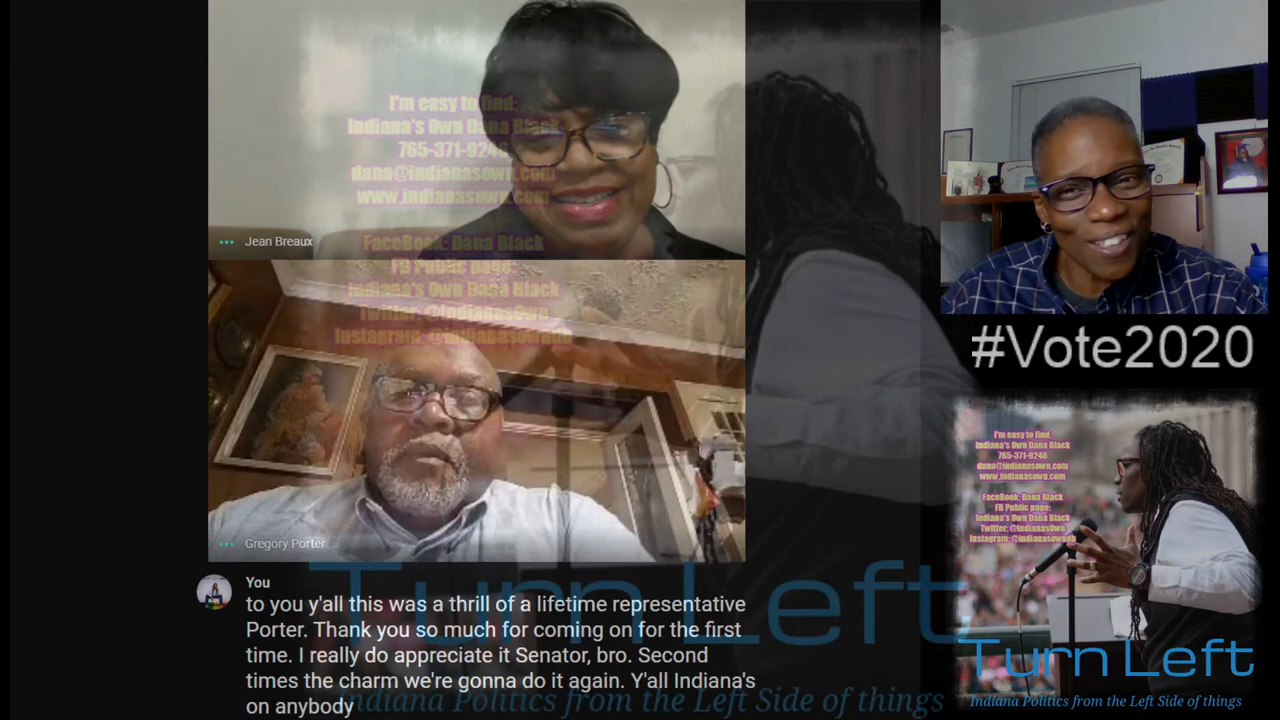 I'm easy to find:
Indiana's Own Dana Black
765-371-9246
dana@indianasown.com
www.indianasown.com
Jean Breaux
FaceBook: Dana Black
FB Public page:
Indiana's Own Dana Black
Twitter: @IndianasOwn
Instagram: @indianasowndb
Gregory Porter
You
to you y'all this was a thrill of a lifetime representative
Porter. Thank you so much for coming on for the first
time. I really do appreciate it Senator, bro. Second
times the charm we're gonna do it again. Y'all Indiana's
on anybody
Turn Left
Indiana Politics from the Left Side of things
#Vote2020
I'm easy to find:
Indiana's Own Dana Black
765-371-9246
dana@indianasown.com
www.indianasown.com
FaceBook: Dana Black
FB Public page:
Indiana's Own Dana Black
Twitter: @IndianasOwn
Instagram: @indianasowndb
Turn Left
Indiana Politics from the Left Side of things